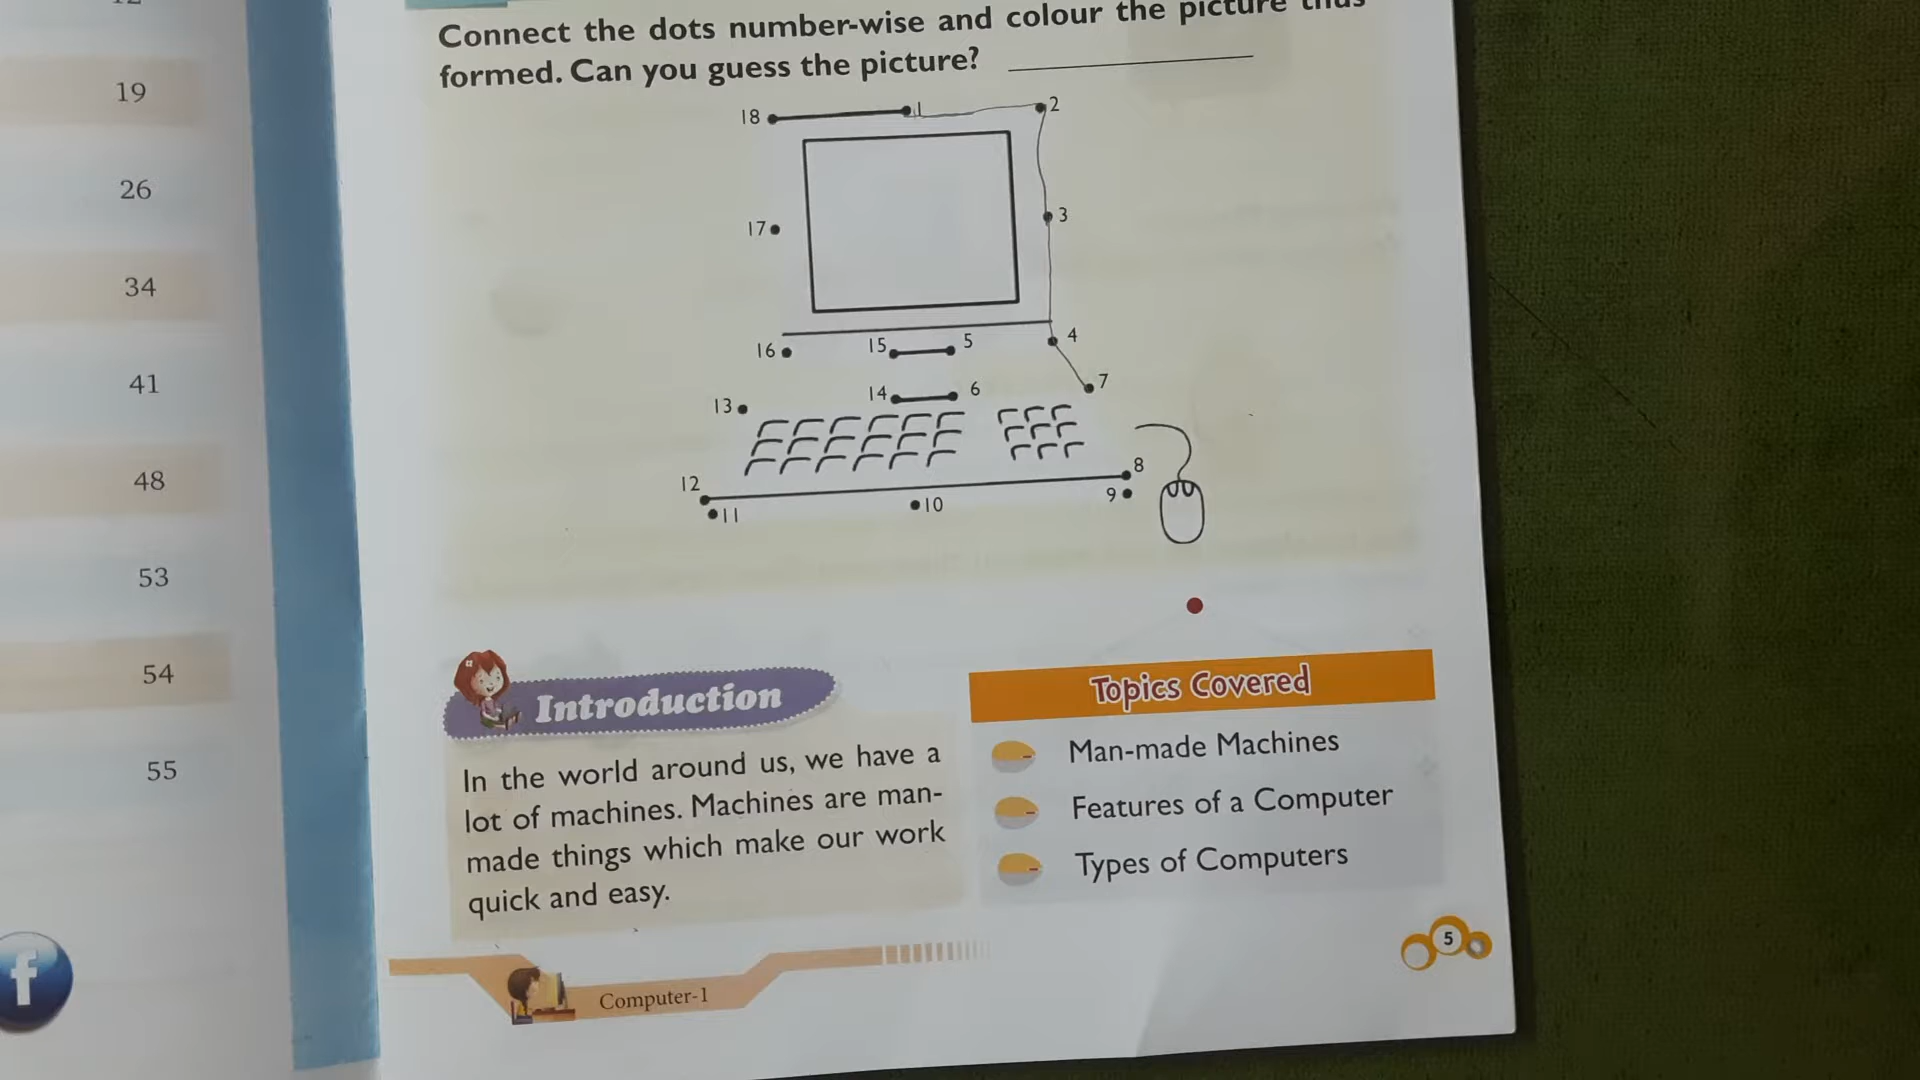 19
26
34
41
48
53
54
55
Connect the dots number-wise and colour the picture thus
formed. Can you guess the picture?
18 1 2
17 3
16 15 5 4
13 14 6 7
12 8
11 10 9
Introduction
In the world around us, we have a
lot of machines. Machines are man-
made things which make our work
quick and easy.
Topics Covered
Man-made Machines
Features of a Computer
Types of Computers
Computer-1
5
f